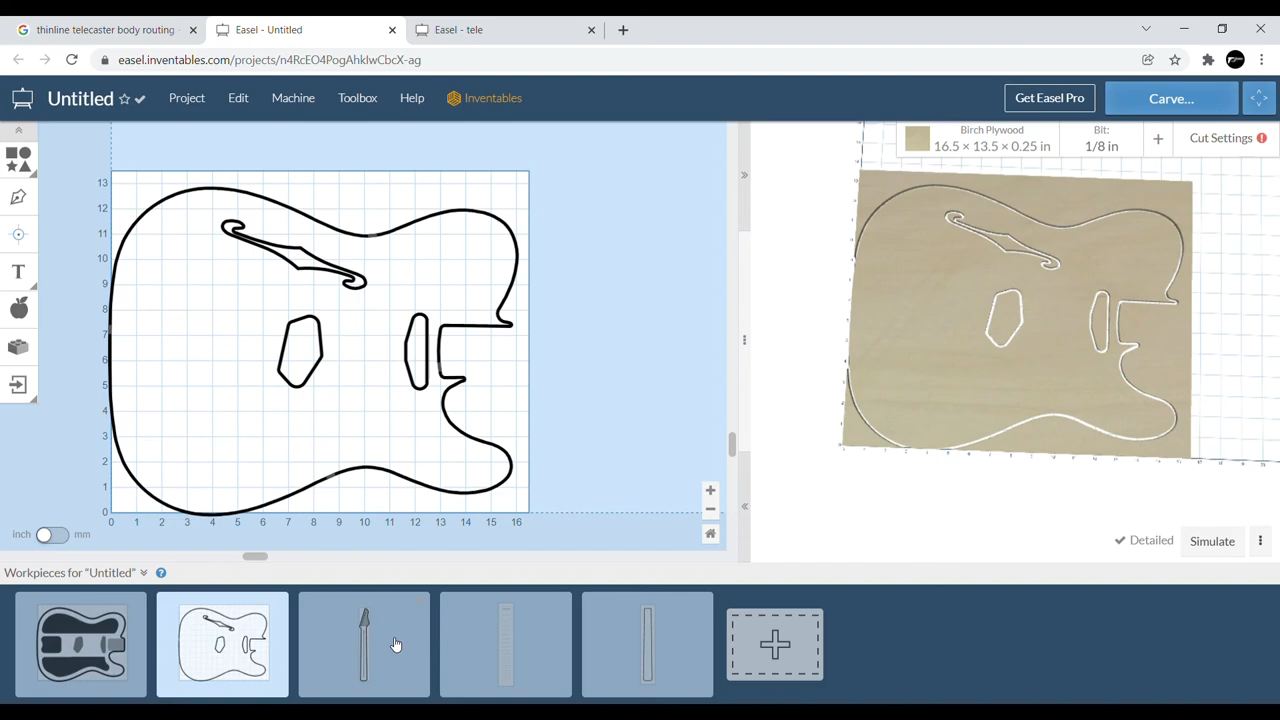 thinline telecaster body routing
Easel - Untitled
Easel - tele
easel.inventables.com/projects/n4RcEO4PogAhkIwCbcX-ag
Untitled
Project
Edit
Machine
Toolbox
Help
Inventables
Get Easel Pro
Carve...
Birch Plywood
16.5 × 13.5 × 0.25 in
Bit:
1/8 in
Cut Settings
T
13
12
11
10
9
8
7
6
5
4
3
2
1
0
0 1 2 3 4 5 6 7 8 9 10 11 12 13 14 15 16
inch
mm
Detailed
Simulate
Workpieces for "Untitled"